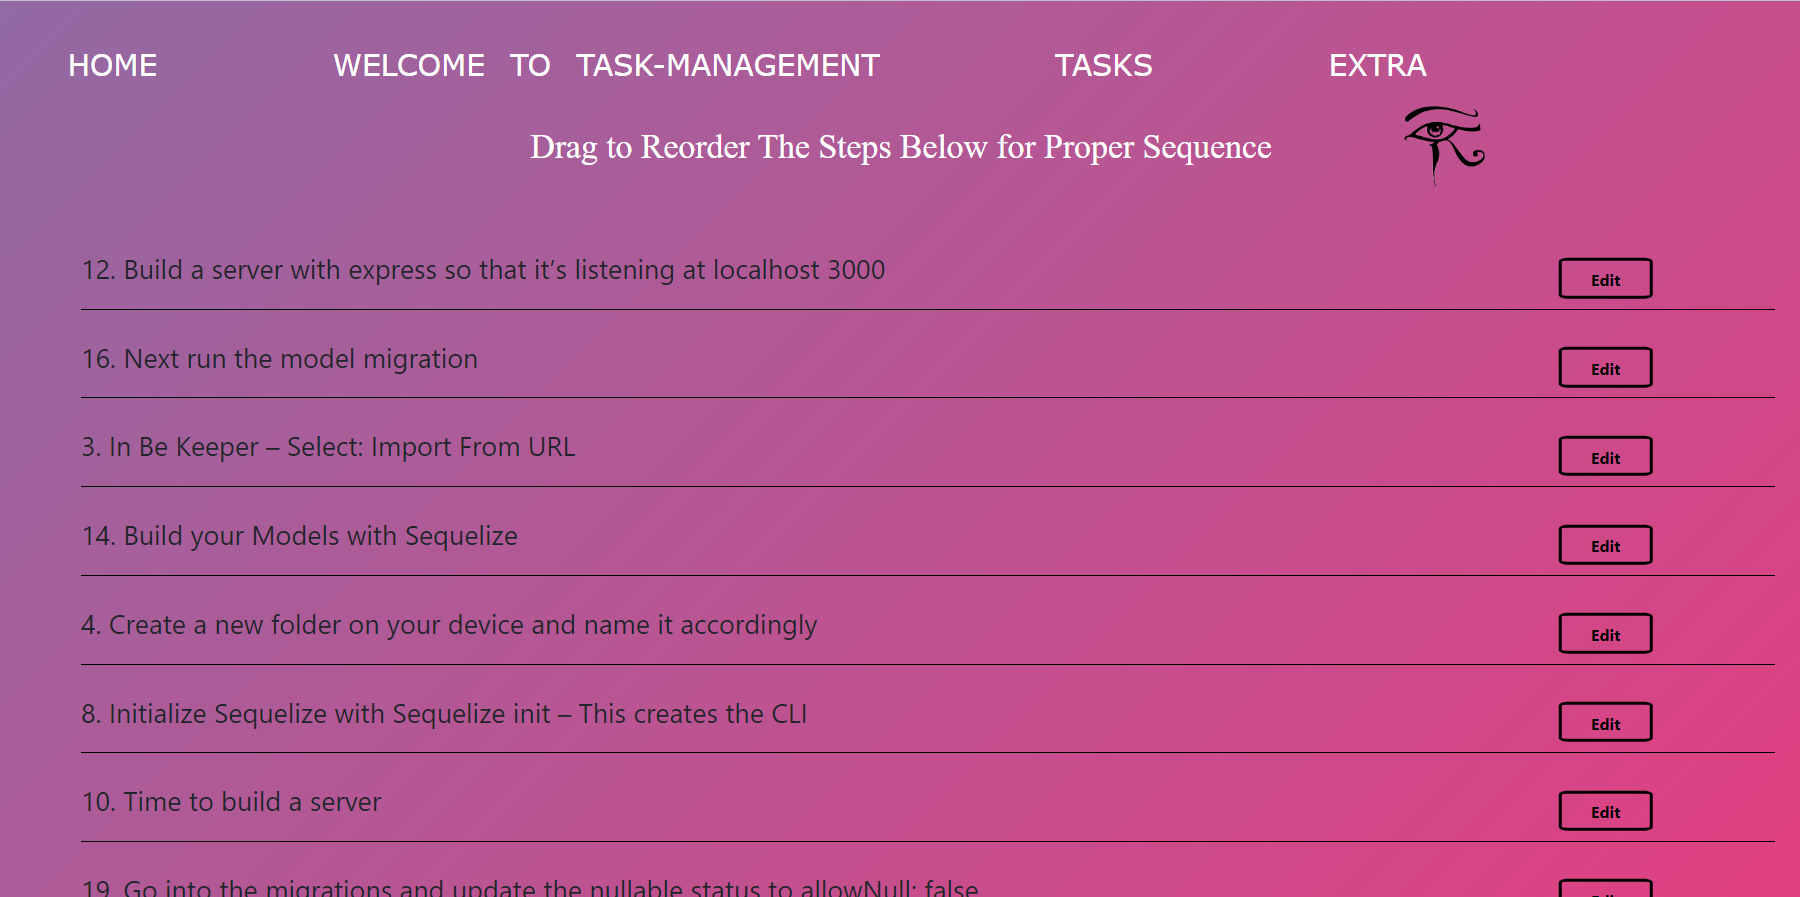 HOME WELCOME TO TASK-MANAGEMENT TASKS EXTRA
Drag to Reorder The Steps Below for Proper Sequence
12. Build a server with express so that it’s listening at localhost 3000 Edit
16. Next run the model migration Edit
3. In Be Keeper – Select: Import From URL Edit
14. Build your Models with Sequelize Edit
4. Create a new folder on your device and name it accordingly Edit
8. Initialize Sequelize with Sequelize init – This creates the CLI Edit
10. Time to build a server Edit
19. Go into the migrations and update the nullable status to allowNull: false Edit